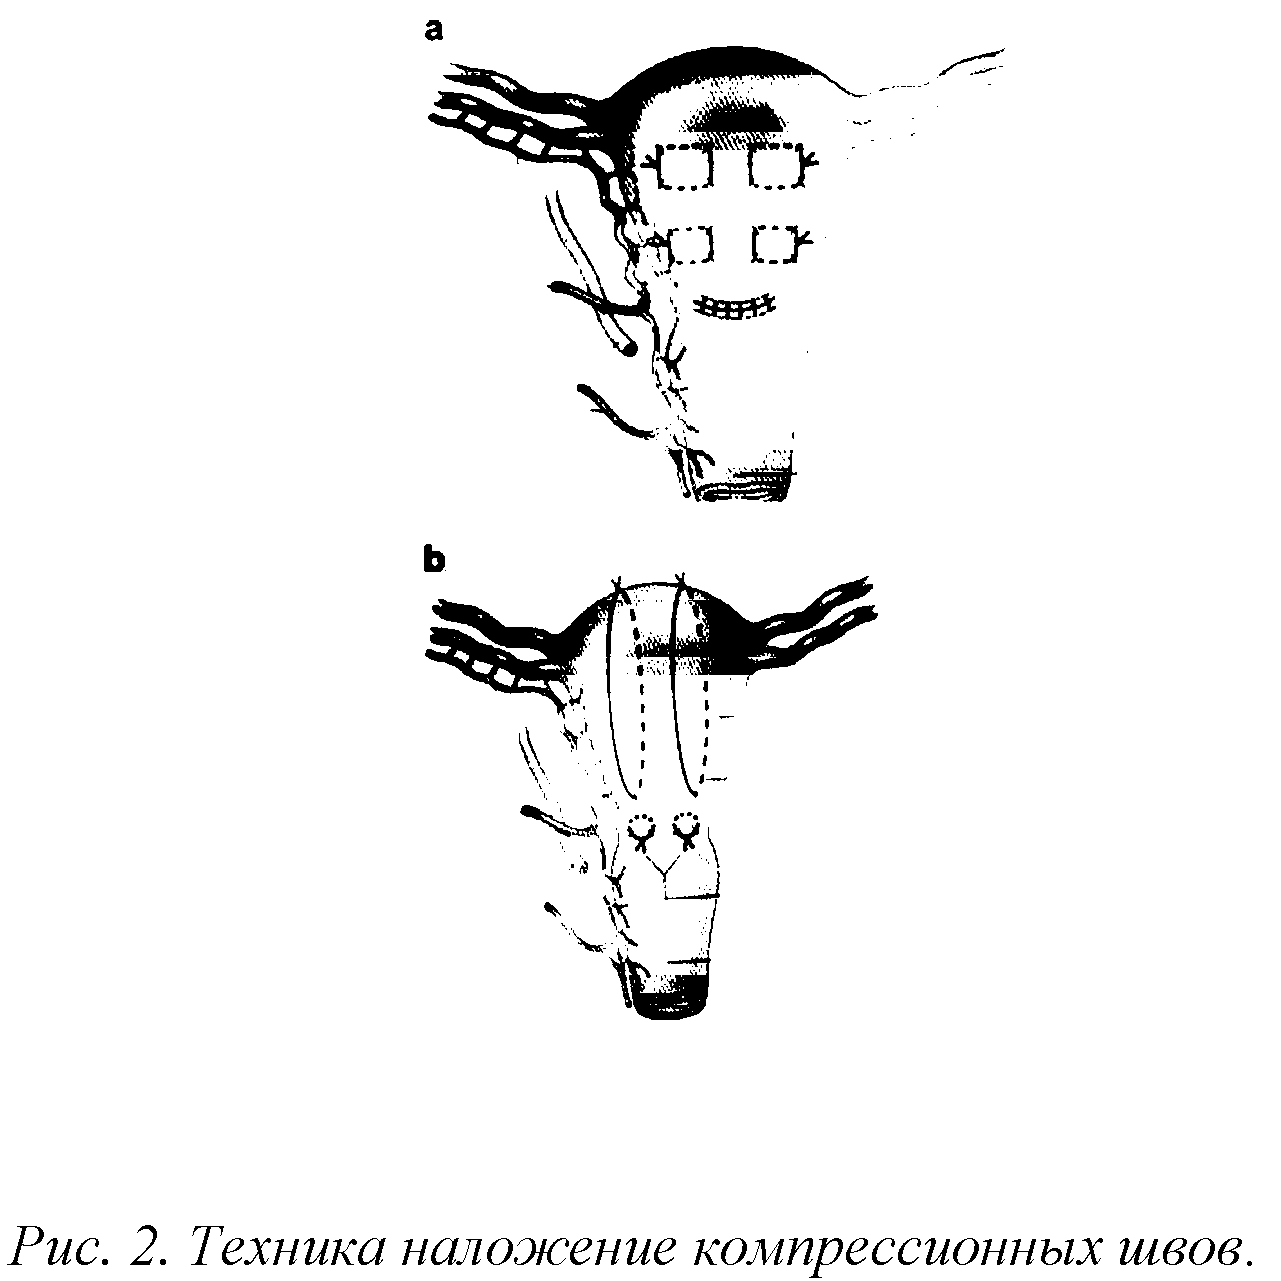 a
b
Рис. 2. Техника наложение компрессионных швов.